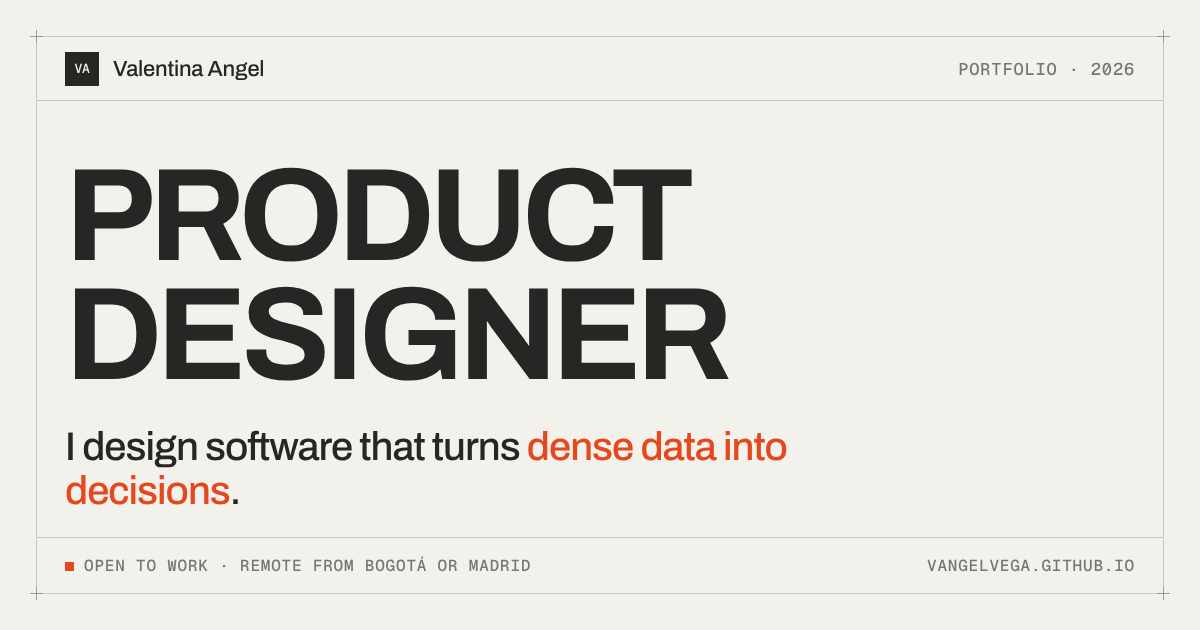 VA
Valentina Angel
PORTFOLIO · 2026
PRODUCT
DESIGNER
I design software that turns dense data into
decisions.
OPEN TO WORK · REMOTE FROM BOGOTÁ OR MADRID
VANGELVEGA.GITHUB.IO